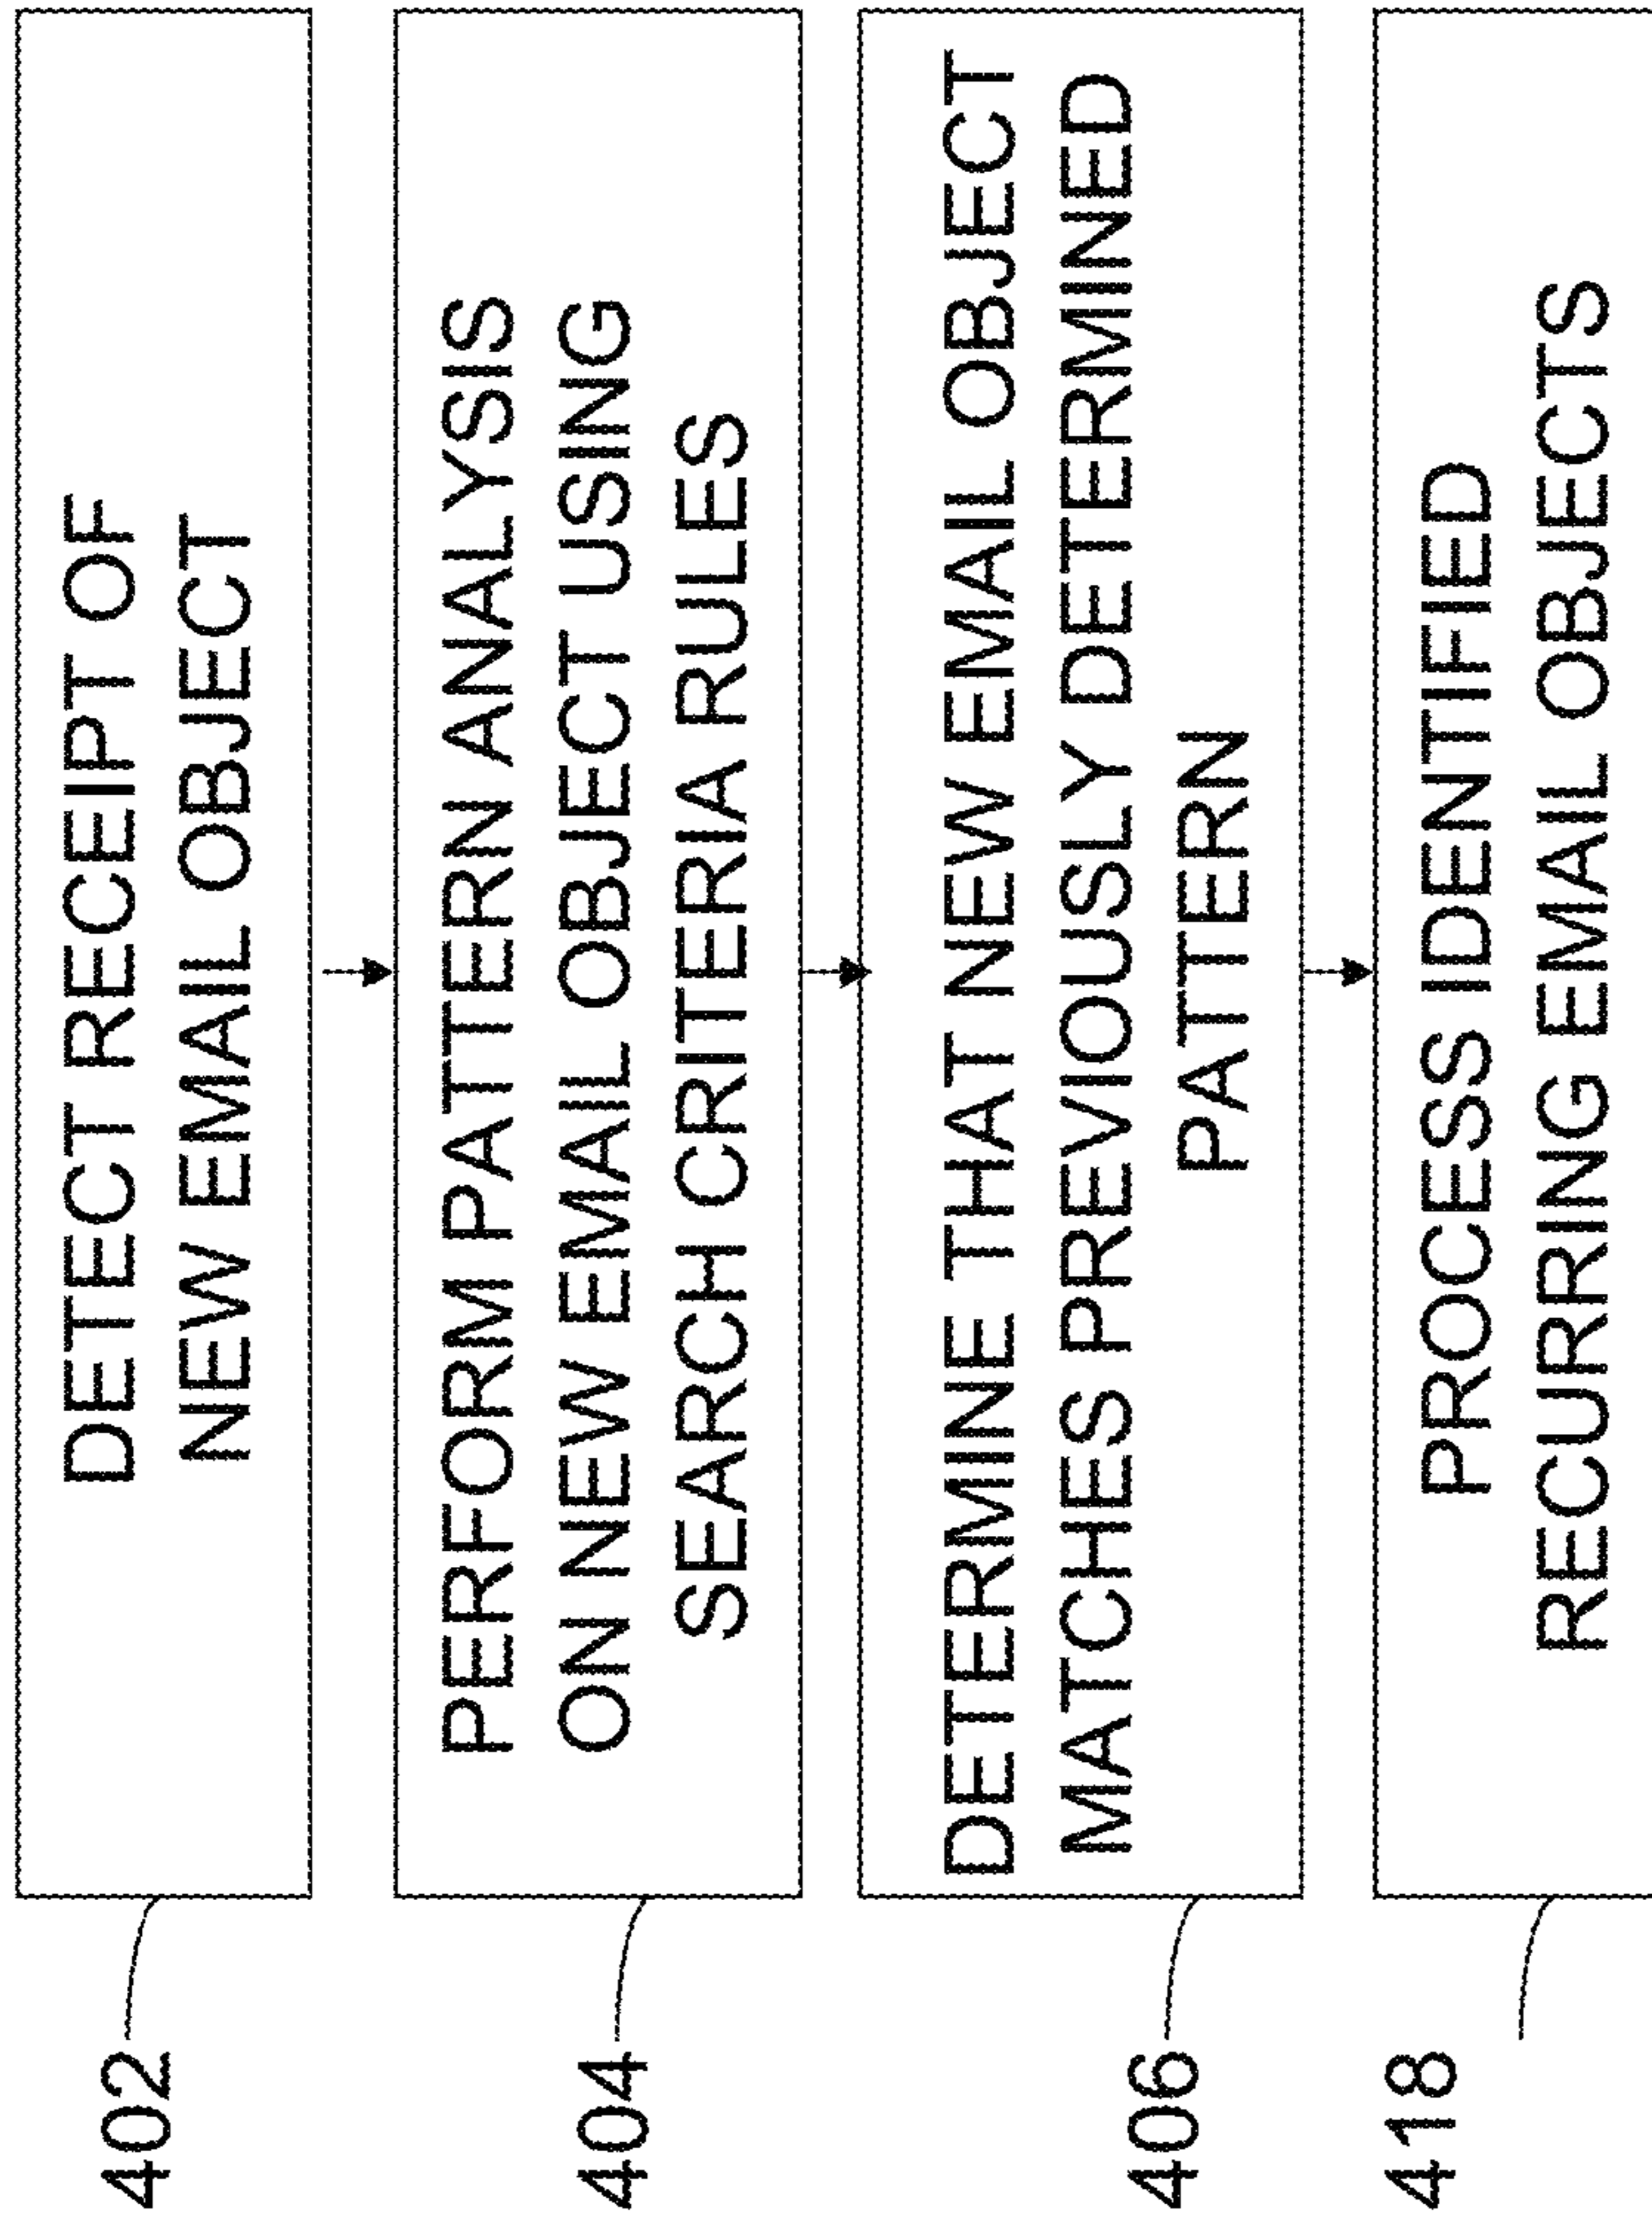 402
DETECT RECEIPT OF
NEW EMAIL OBJECT
404
PERFORM PATTERN ANALYSIS
ON NEW EMAIL OBJECT USING
SEARCH CRITERIA RULES
406
DETERMINE THAT NEW EMAIL OBJECT
MATCHES PREVIOUSLY DETERMINED
PATTERN
418
PROCESS IDENTIFIED
RECURRING EMAIL OBJECTS